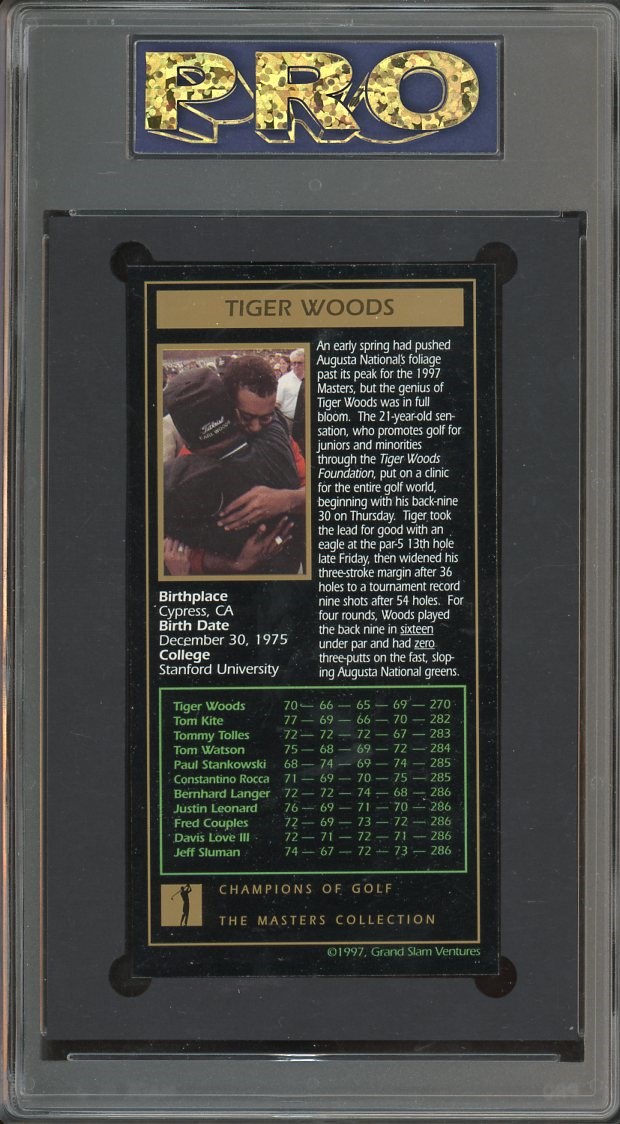 PRO
TIGER WOODS
An early spring had pushed
Augusta National's foliage
past its peak for the 1997
Masters, but the genius of
Tiger Woods was in full
bloom. The 21-year-old sen-
sation, who promotes golf for
juniors and minorities
through the Tiger Woods
Foundation, put on a clinic
for the entire golf world,
beginning with his back-nine
30 on Thursday. Tiger took
the lead for good with an
eagle at the par-5 13th hole
late Friday, then widened his
three-stroke margin after 36
holes to a tournament record
nine shots after 54 holes. For
four rounds, Woods played
the back nine in sixteen
under par and had zero
three-putts on the fast, slop-
ing Augusta National greens.
Titleist
TIGER WOODS
Birthplace
Cypress, CA
Birth Date
December 30, 1975
College
Stanford University
Tiger Woods 70 — 66 — 65 — 69 — 270
Tom Kite 77 — 69 — 66 — 70 — 282
Tommy Tolles 72 — 72 — 72 — 67 — 283
Tom Watson 75 — 68 — 69 — 72 — 284
Paul Stankowski 68 — 74 — 69 — 74 — 285
Constantino Rocca 71 — 69 — 70 — 75 — 285
Bernhard Langer 72 — 72 — 74 — 68 — 286
Justin Leonard 76 — 69 — 71 — 70 — 286
Fred Couples 72 — 69 — 73 — 72 — 286
Davis Love III 72 — 71 — 72 — 71 — 286
Jeff Sluman 74 — 67 — 72 — 73 — 286
CHAMPIONS OF GOLF
THE MASTERS COLLECTION
©1997, Grand Slam Ventures